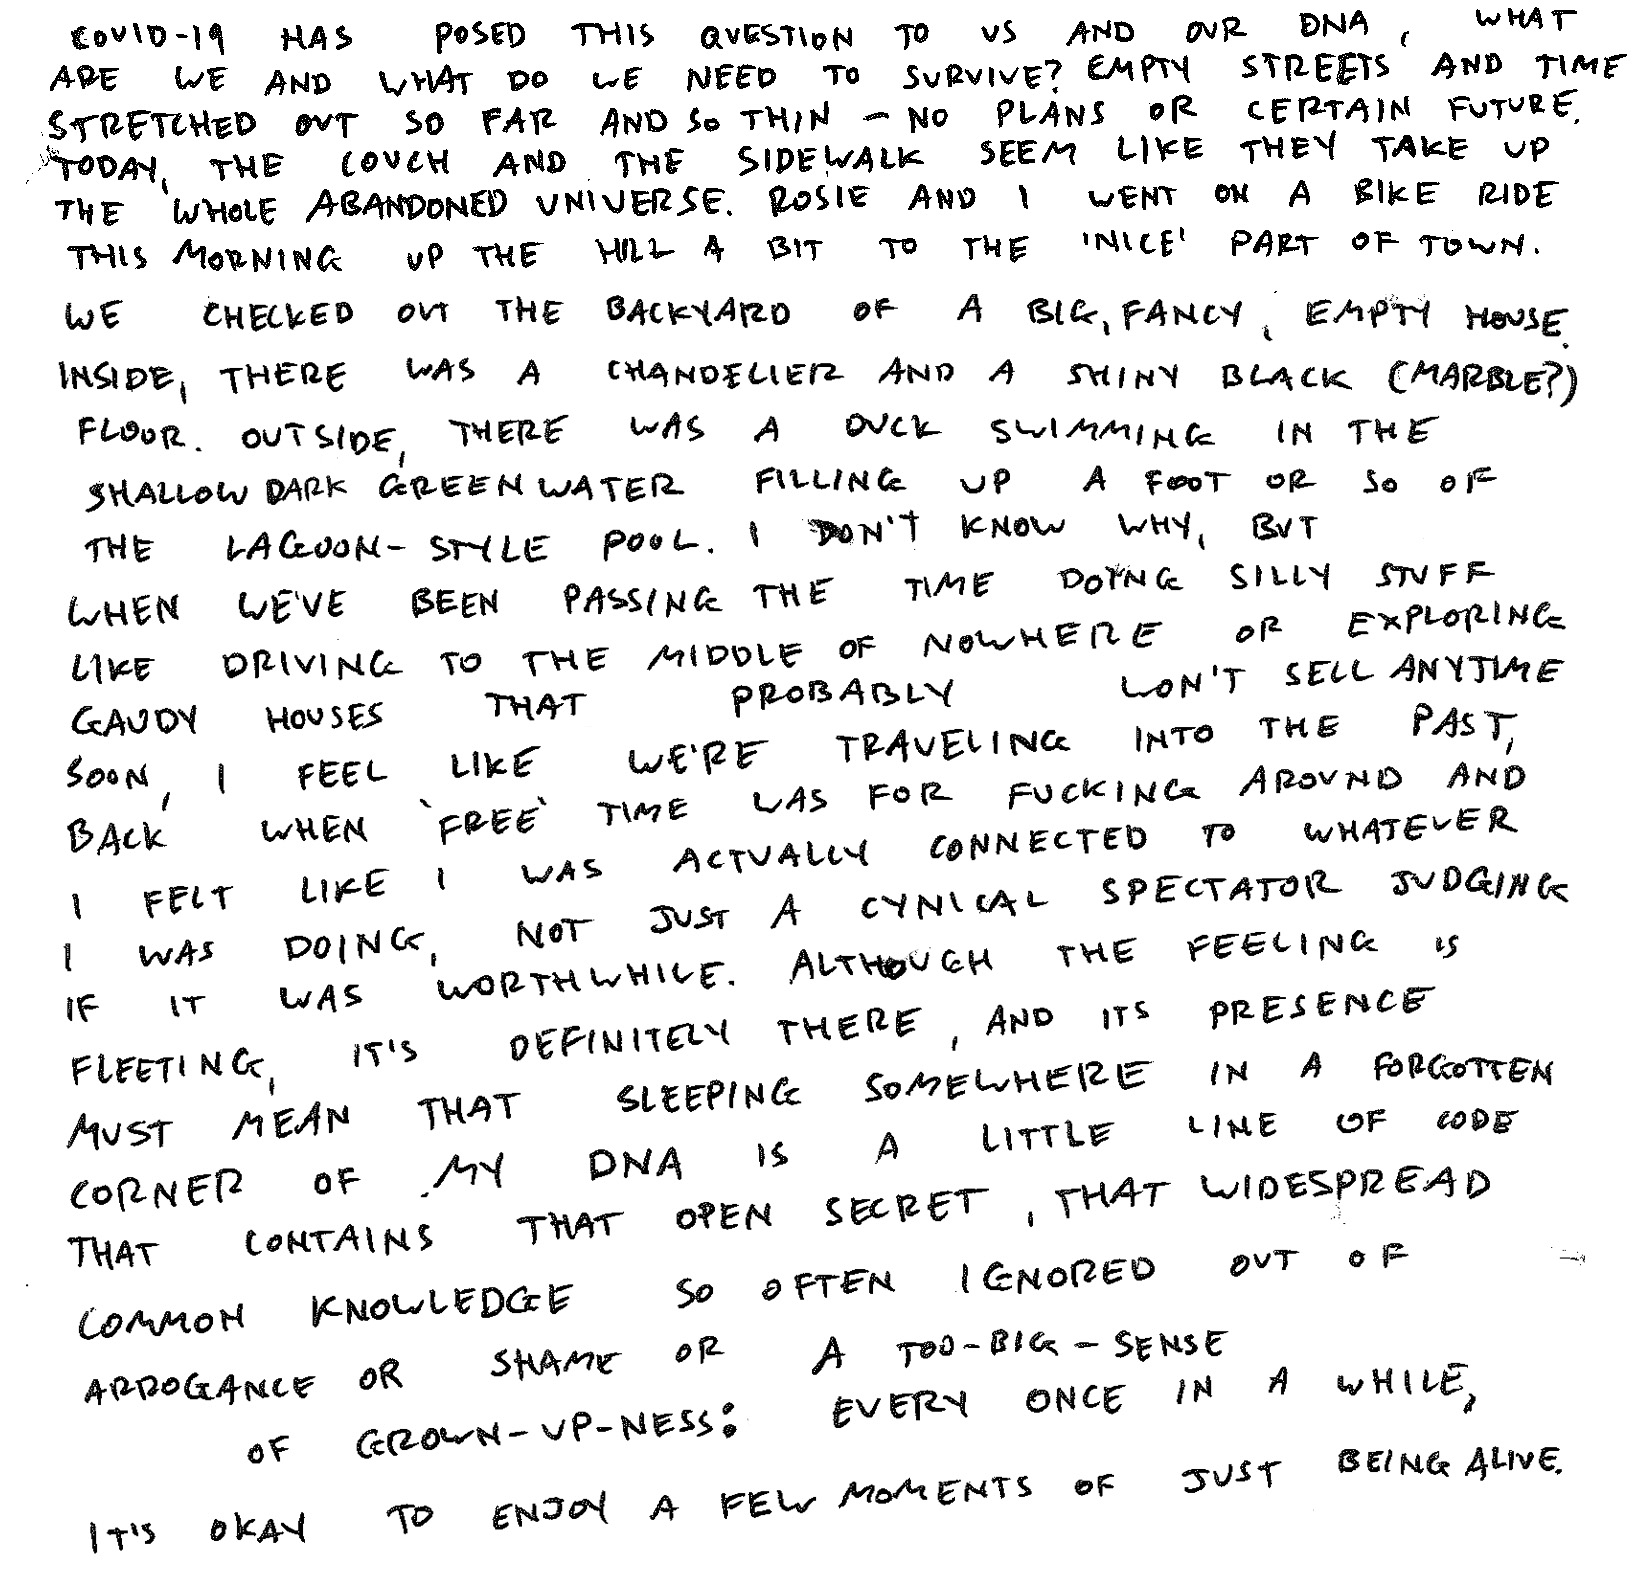 COVID-19 HAS POSED THIS QUESTION TO US AND OUR DNA, WHAT
ARE WE AND WHAT DO WE NEED TO SURVIVE? EMPTY STREETS AND TIME
STRETCHED OUT SO FAR AND SO THIN - NO PLANS OR CERTAIN FUTURE.
TODAY, THE COUCH AND THE SIDEWALK SEEM LIKE THEY TAKE UP
THE WHOLE ABANDONED UNIVERSE. ROSIE AND I WENT ON A BIKE RIDE
THIS MORNING UP THE HILL A BIT TO THE 'NICE' PART OF TOWN.
WE CHECKED OUT THE BACKYARD OF A BIG, FANCY, EMPTY HOUSE.
INSIDE, THERE WAS A CHANDELIER AND A SHINY BLACK (MARBLE?)
FLOOR. OUTSIDE, THERE WAS A DUCK SWIMMING IN THE
SHALLOW DARK GREEN WATER FILLING UP A FOOT OR SO OF
THE LAGOON-STYLE POOL. I DON'T KNOW WHY, BUT
WHEN WE'VE BEEN PASSING THE TIME DOING SILLY STUFF
LIKE DRIVING TO THE MIDDLE OF NOWHERE OR EXPLORING
GAUDY HOUSES THAT PROBABLY WON'T SELL ANYTIME
SOON, I FEEL LIKE WE'RE TRAVELING INTO THE PAST,
BACK WHEN 'FREE' TIME WAS FOR FUCKING AROUND AND
I FELT LIKE I WAS ACTUALLY CONNECTED TO WHATEVER
I WAS DOING, NOT JUST A CYNICAL SPECTATOR JUDGING
IF IT WAS WORTHWHILE. ALTHOUGH THE FEELING IS
FLEETING, IT'S DEFINITELY THERE, AND ITS PRESENCE
MUST MEAN THAT SLEEPING SOMEWHERE IN A FORGOTTEN
CORNER OF MY DNA IS A LITTLE LINE OF CODE
THAT CONTAINS THAT OPEN SECRET, THAT WIDESPREAD
COMMON KNOWLEDGE SO OFTEN IGNORED OUT OF
ARROGANCE OR SHAME OR A TOO-BIG-SENSE
OF GROWN-UP-NESS: EVERY ONCE IN A WHILE,
IT'S OKAY TO ENJOY A FEW MOMENTS OF JUST BEING ALIVE.